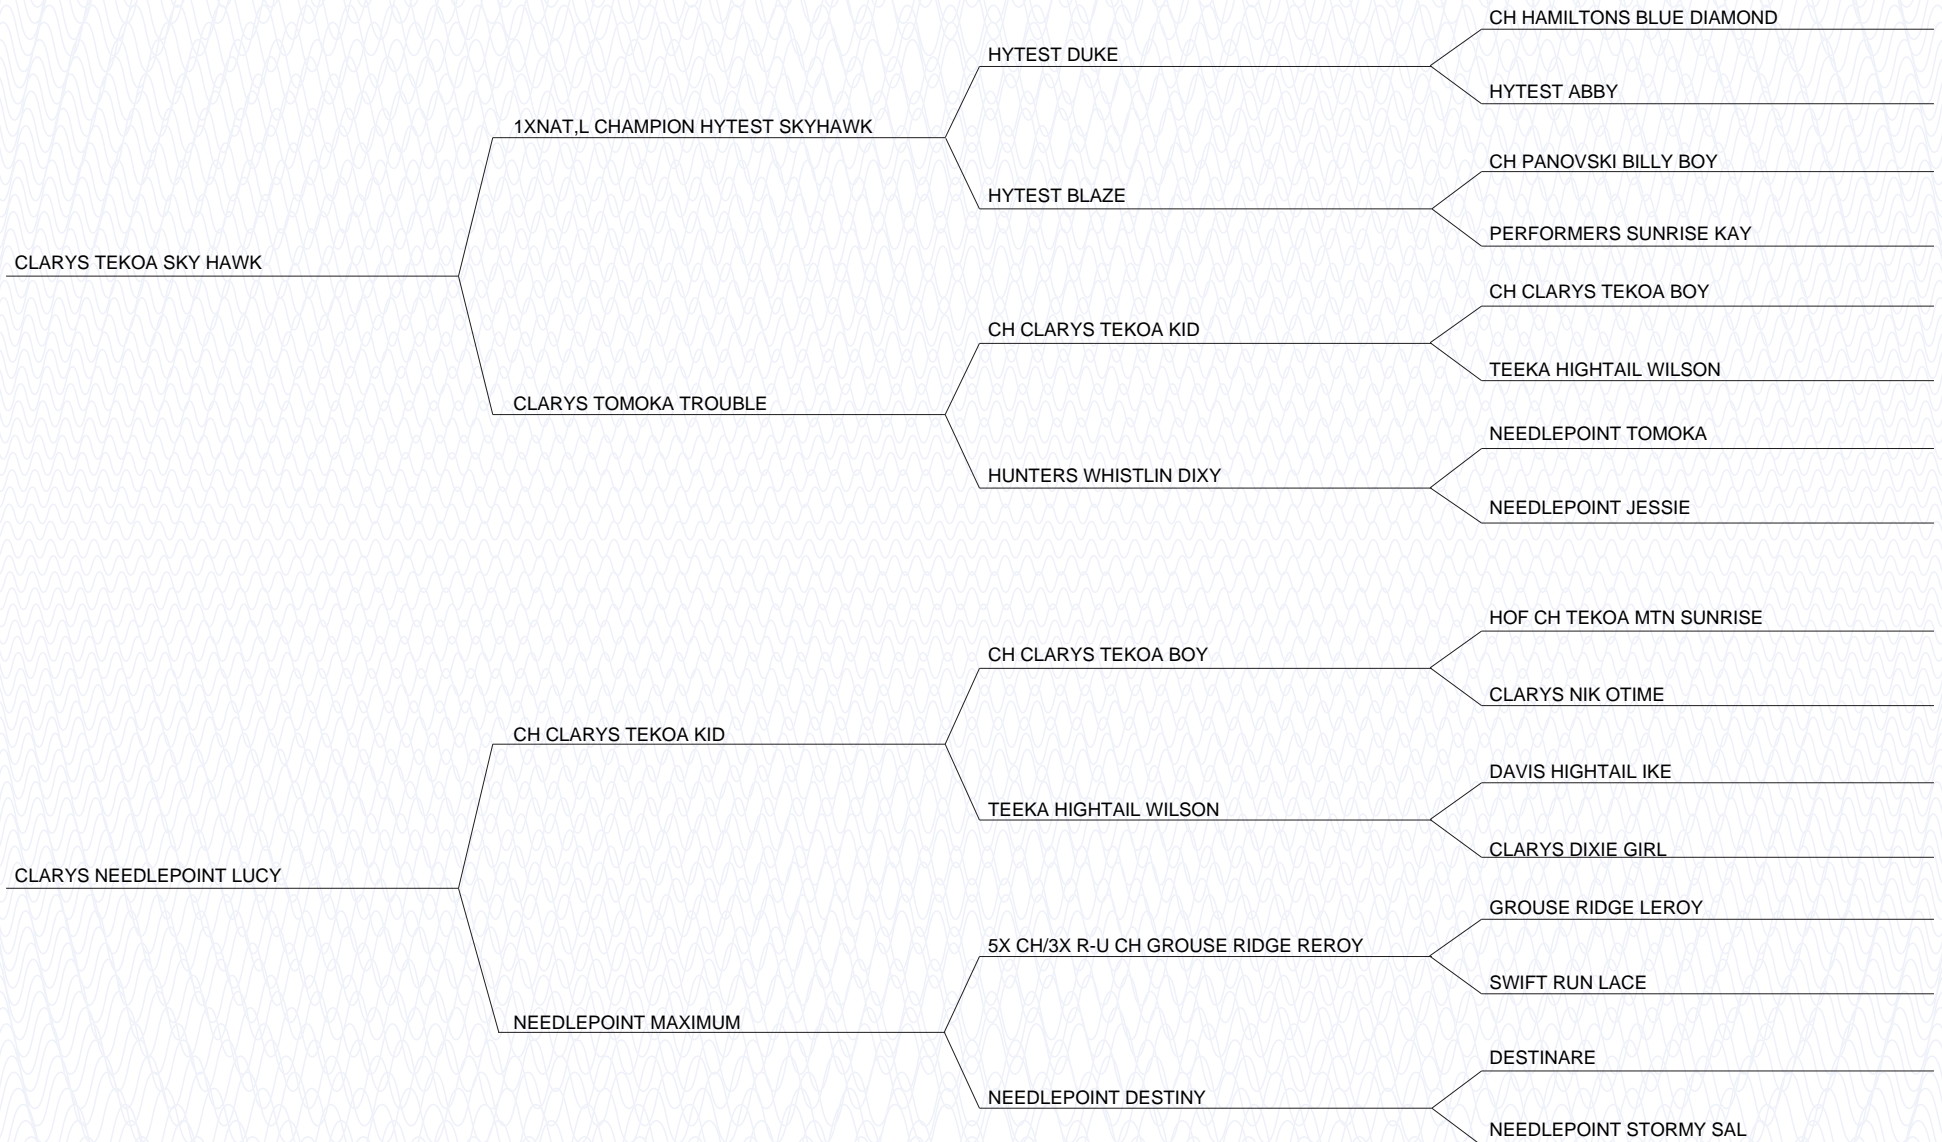 CH HAMILTONS BLUE DIAMOND
HYTEST DUKE
HYTEST ABBY
1XNAT,L CHAMPION HYTEST SKYHAWK
CH PANOVSKI BILLY BOY
HYTEST BLAZE
PERFORMERS SUNRISE KAY
CLARYS TEKOA SKY HAWK
CH CLARYS TEKOA BOY
CH CLARYS TEKOA KID
TEEKA HIGHTAIL WILSON
CLARYS TOMOKA TROUBLE
NEEDLEPOINT TOMOKA
HUNTERS WHISTLIN DIXY
NEEDLEPOINT JESSIE
HOF CH TEKOA MTN SUNRISE
CH CLARYS TEKOA BOY
CLARYS NIK OTIME
CH CLARYS TEKOA KID
DAVIS HIGHTAIL IKE
TEEKA HIGHTAIL WILSON
CLARYS DIXIE GIRL
CLARYS NEEDLEPOINT LUCY
GROUSE RIDGE LEROY
5X CH/3X R-U CH GROUSE RIDGE REROY
SWIFT RUN LACE
NEEDLEPOINT MAXIMUM
DESTINARE
NEEDLEPOINT DESTINY
NEEDLEPOINT STORMY SAL